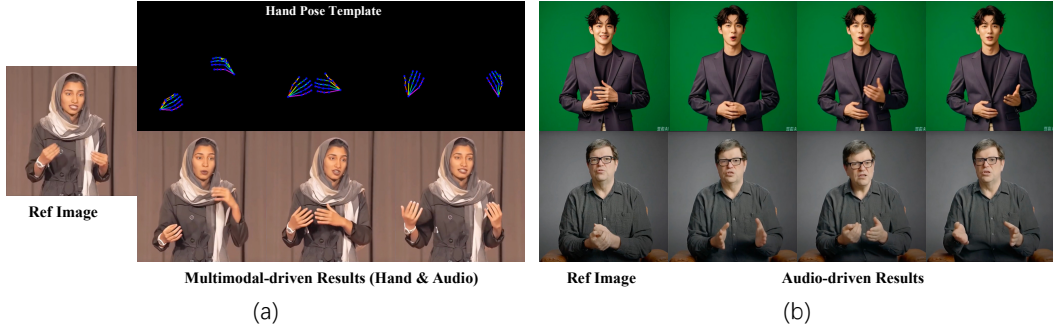 Hand Pose Template
Ref Image
Multimodal-driven Results (Hand & Audio)
(a)
Ref Image
Audio-driven Results
(b)